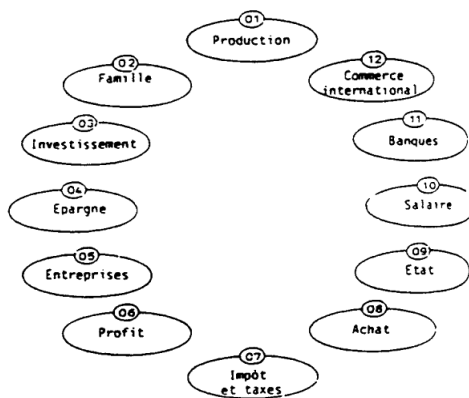 01
Production
02
Famille
03
Investissement
04
Epargne
05
Entreprises
06
Profit
07
Impôt
et taxes
08
Achat
09
Etat
10
Salaire
11
Banques
12
Commerce
international